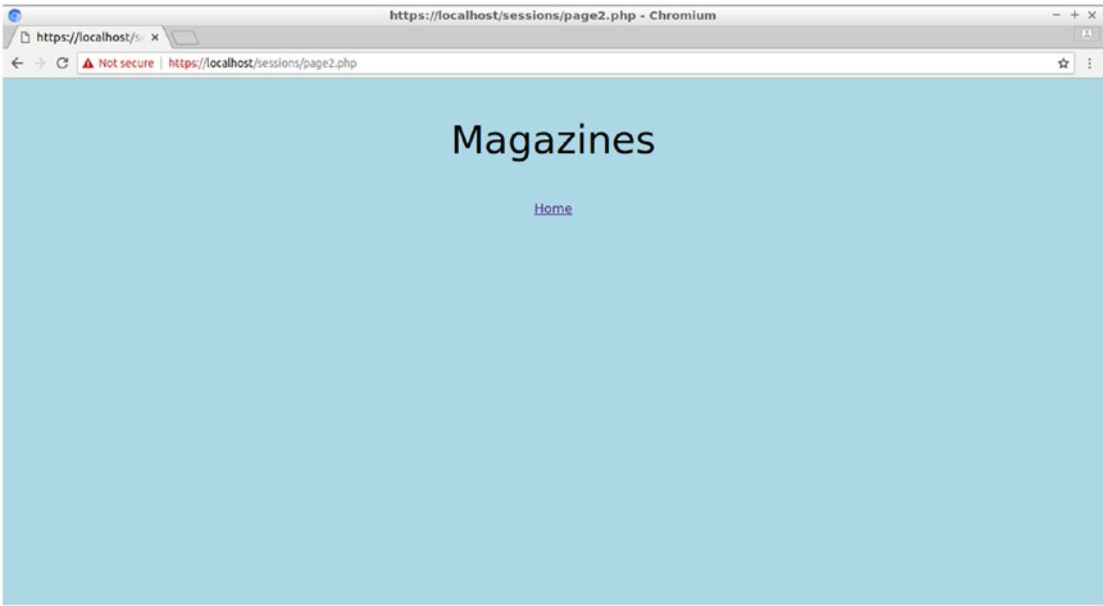 https://localhost/sessions/page2.php - Chromium
https://localhost/s
Not secure | https://localhost/sessions/page2.php
Magazines
Home